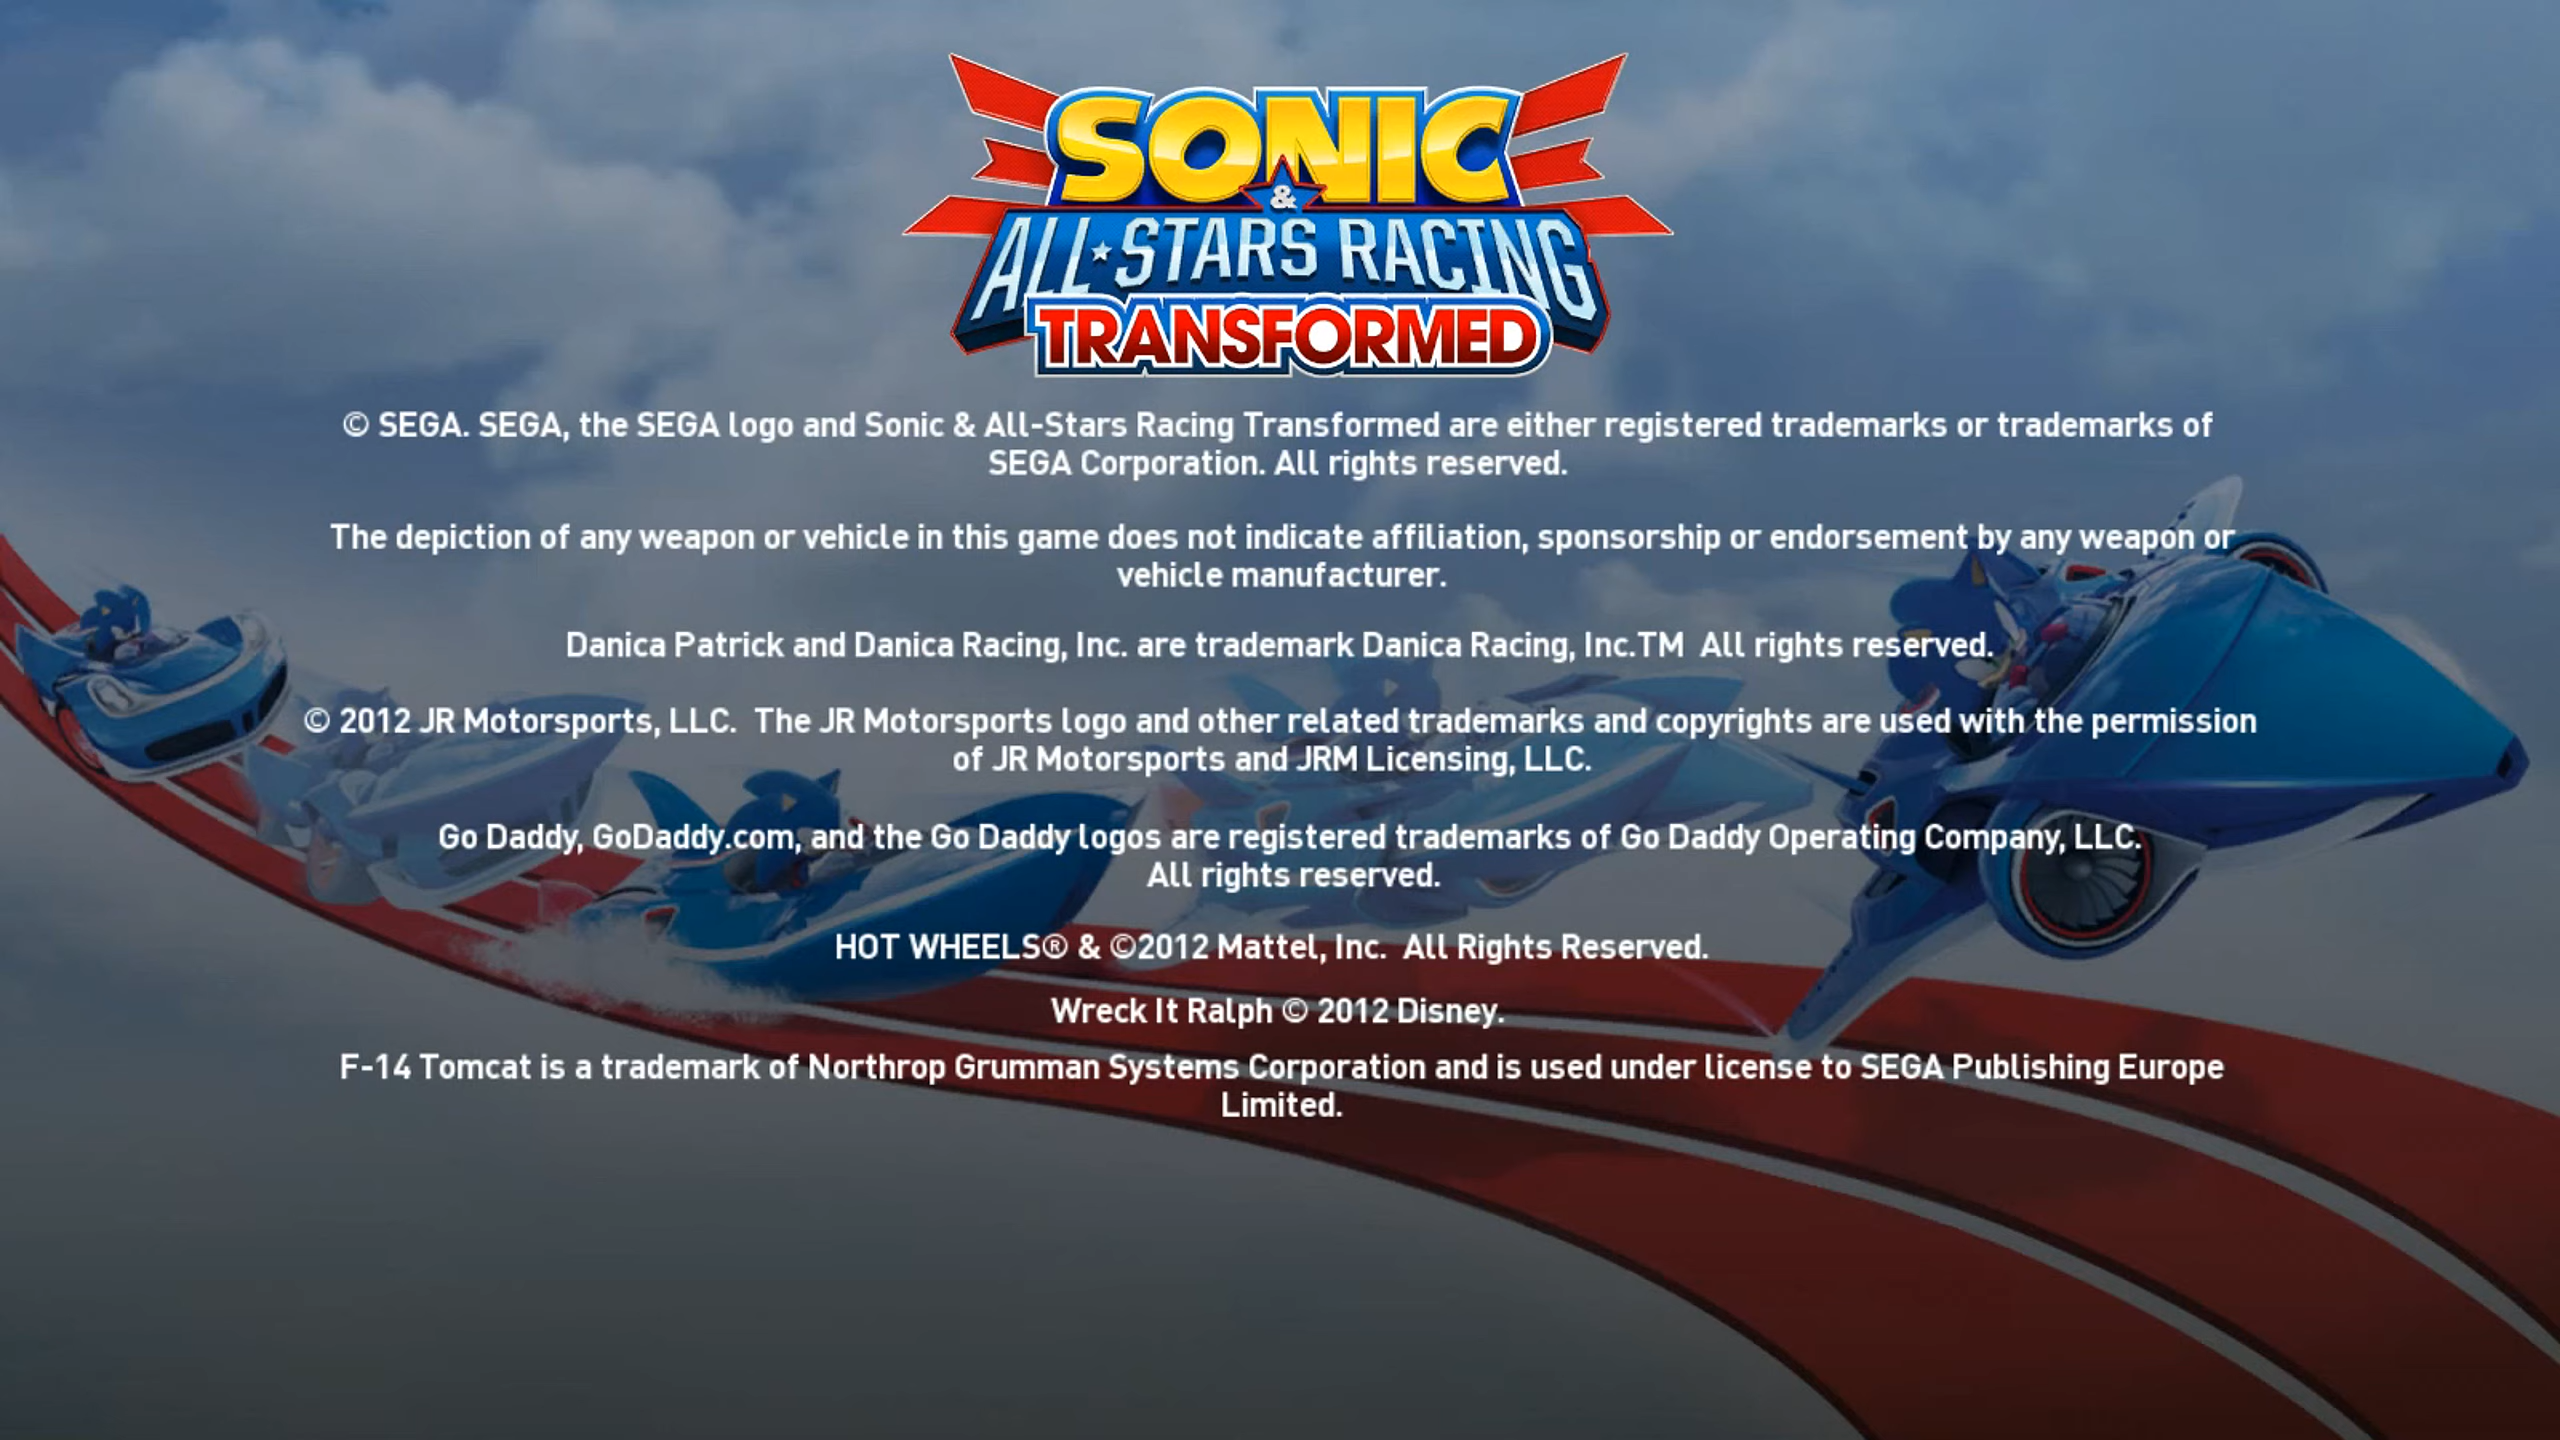 SONIC
&
ALL★STARS RACING
TRANSFORMED
© SEGA. SEGA, the SEGA logo and Sonic & All-Stars Racing Transformed are either registered trademarks or trademarks of
SEGA Corporation. All rights reserved.
The depiction of any weapon or vehicle in this game does not indicate affiliation, sponsorship or endorsement by any weapon or
vehicle manufacturer.
Danica Patrick and Danica Racing, Inc. are trademark Danica Racing, Inc.TM  All rights reserved.
© 2012 JR Motorsports, LLC.  The JR Motorsports logo and other related trademarks and copyrights are used with the permission
of JR Motorsports and JRM Licensing, LLC.
Go Daddy, GoDaddy.com, and the Go Daddy logos are registered trademarks of Go Daddy Operating Company, LLC.
All rights reserved.
HOT WHEELS® & ©2012 Mattel, Inc.  All Rights Reserved.
Wreck It Ralph © 2012 Disney.
F-14 Tomcat is a trademark of Northrop Grumman Systems Corporation and is used under license to SEGA Publishing Europe
Limited.